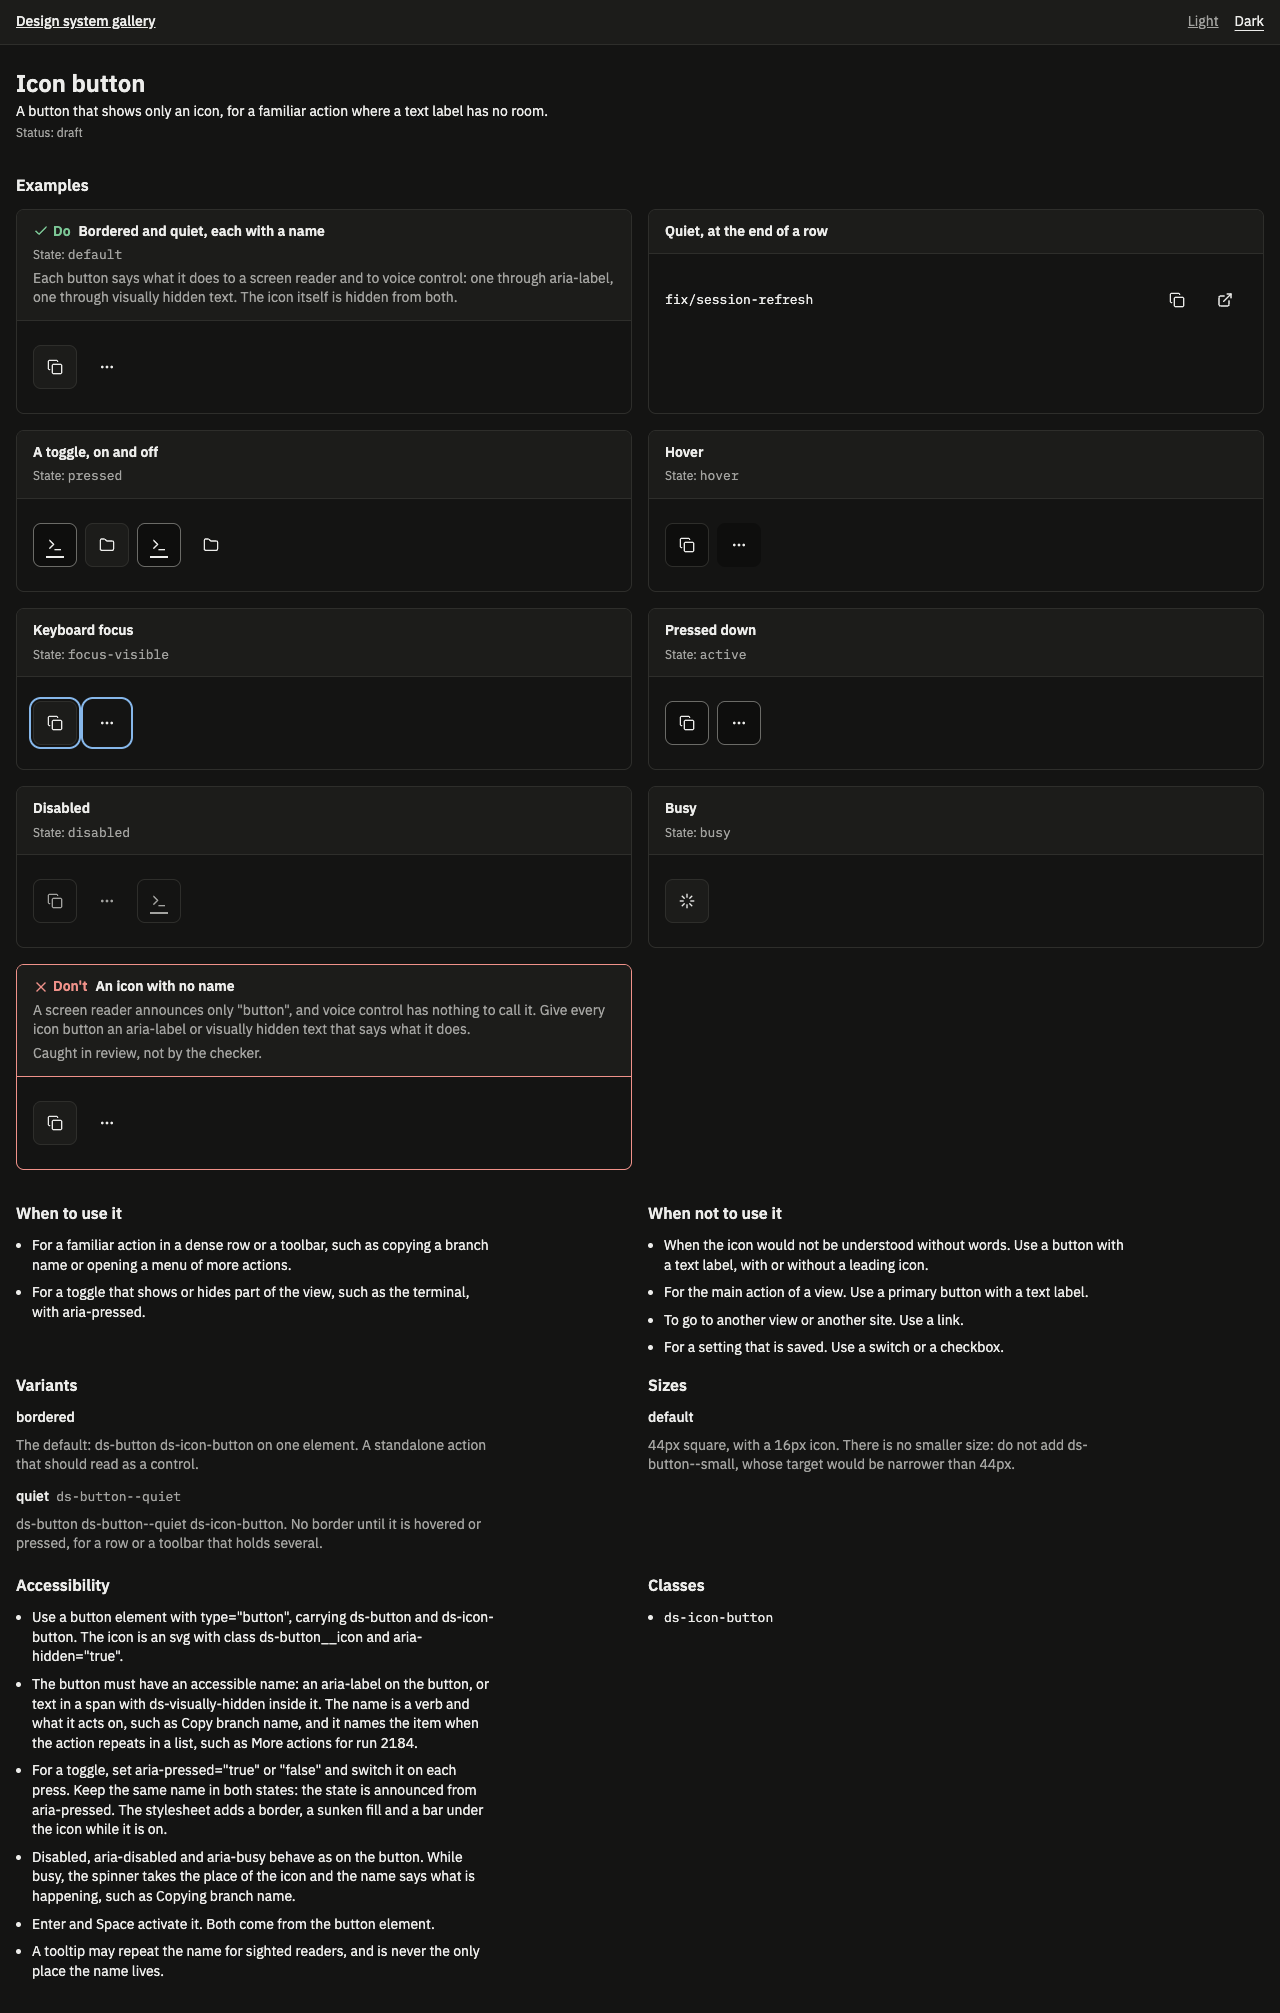 Design system gallery
Light
Dark
Icon button
A button that shows only an icon, for a familiar action where a text label has no room.
Status: draft
Examples
Do Bordered and quiet, each with a name
State: default
Each button says what it does to a screen reader and to voice control: one through aria-label,
one through visually hidden text. The icon itself is hidden from both.
Quiet, at the end of a row
fix/session-refresh
A toggle, on and off
State: pressed
Hover
State: hover
Keyboard focus
State: focus-visible
Pressed down
State: active
Disabled
State: disabled
Busy
State: busy
Don't An icon with no name
A screen reader announces only "button", and voice control has nothing to call it. Give every
icon button an aria-label or visually hidden text that says what it does.
Caught in review, not by the checker.
When to use it
For a familiar action in a dense row or a toolbar, such as copying a branch
name or opening a menu of more actions.
For a toggle that shows or hides part of the view, such as the terminal,
with aria-pressed.
When not to use it
When the icon would not be understood without words. Use a button with
a text label, with or without a leading icon.
For the main action of a view. Use a primary button with a text label.
To go to another view or another site. Use a link.
For a setting that is saved. Use a switch or a checkbox.
Variants
bordered
The default: ds-button ds-icon-button on one element. A standalone action
that should read as a control.
quiet ds-button--quiet
ds-button ds-button--quiet ds-icon-button. No border until it is hovered or
pressed, for a row or a toolbar that holds several.
Sizes
default
44px square, with a 16px icon. There is no smaller size: do not add ds-
button--small, whose target would be narrower than 44px.
Accessibility
Use a button element with type="button", carrying ds-button and ds-icon-
button. The icon is an svg with class ds-button__icon and aria-
hidden="true".
The button must have an accessible name: an aria-label on the button, or
text in a span with ds-visually-hidden inside it. The name is a verb and
what it acts on, such as Copy branch name, and it names the item when
the action repeats in a list, such as More actions for run 2184.
For a toggle, set aria-pressed="true" or "false" and switch it on each
press. Keep the same name in both states: the state is announced from
aria-pressed. The stylesheet adds a border, a sunken fill and a bar under
the icon while it is on.
Disabled, aria-disabled and aria-busy behave as on the button. While
busy, the spinner takes the place of the icon and the name says what is
happening, such as Copying branch name.
Enter and Space activate it. Both come from the button element.
A tooltip may repeat the name for sighted readers, and is never the only
place the name lives.
Classes
ds-icon-button